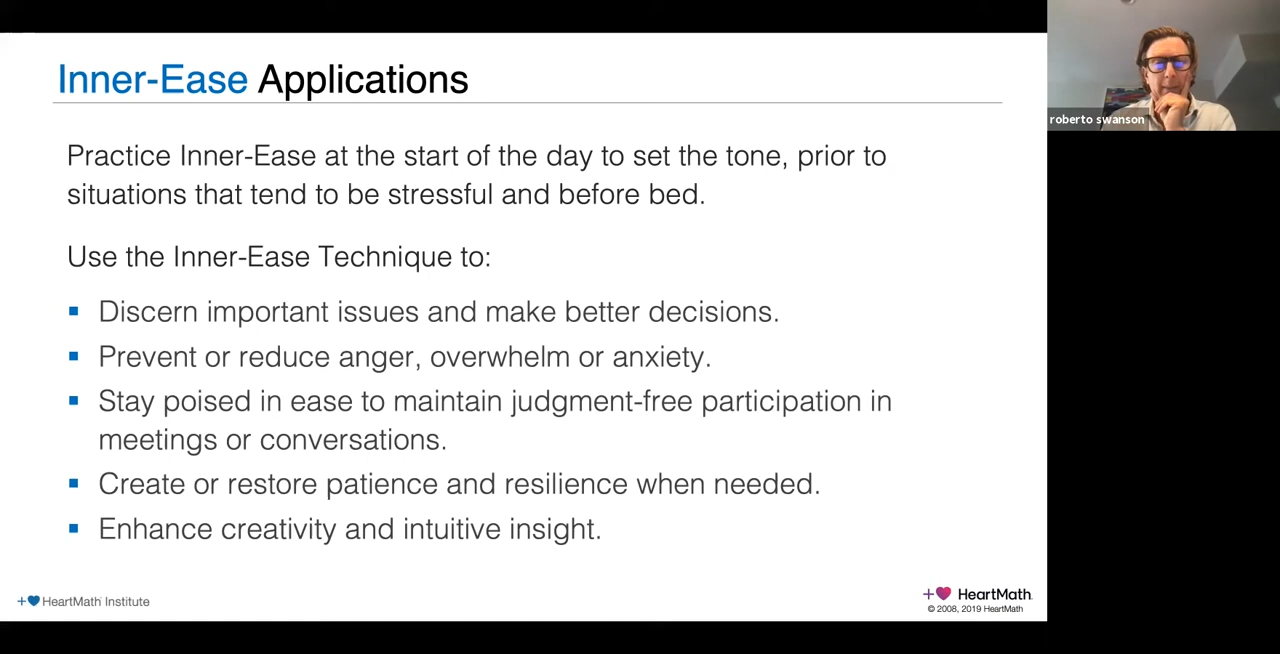 Inner-Ease Applications
roberto swanson
Practice Inner-Ease at the start of the day to set the tone, prior to
situations that tend to be stressful and before bed.
Use the Inner-Ease Technique to:
▪ Discern important issues and make better decisions.
▪ Prevent or reduce anger, overwhelm or anxiety.
▪ Stay poised in ease to maintain judgment-free participation in
meetings or conversations.
▪ Create or restore patience and resilience when needed.
▪ Enhance creativity and intuitive insight.
HeartMath Institute
HeartMath.
© 2008, 2019 HeartMath